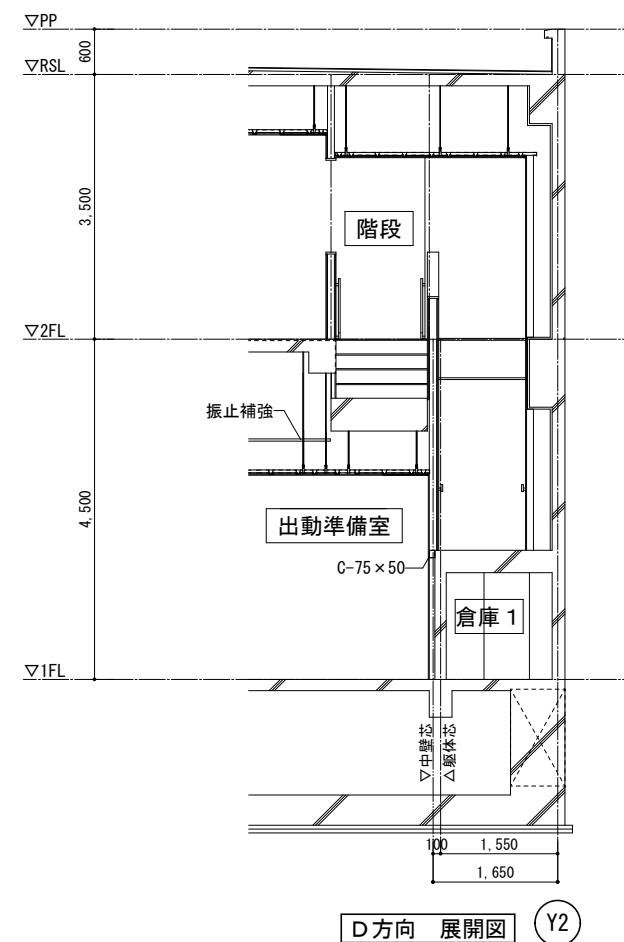 ▽PP
600
▽RSL
3,500
階段
▽2FL
振止補強
4,500
出動準備室
C-75×50
倉庫1
▽1FL
▽中壁芯
△躯体芯
100 1,550
1,650
D方向 展開図 Y2